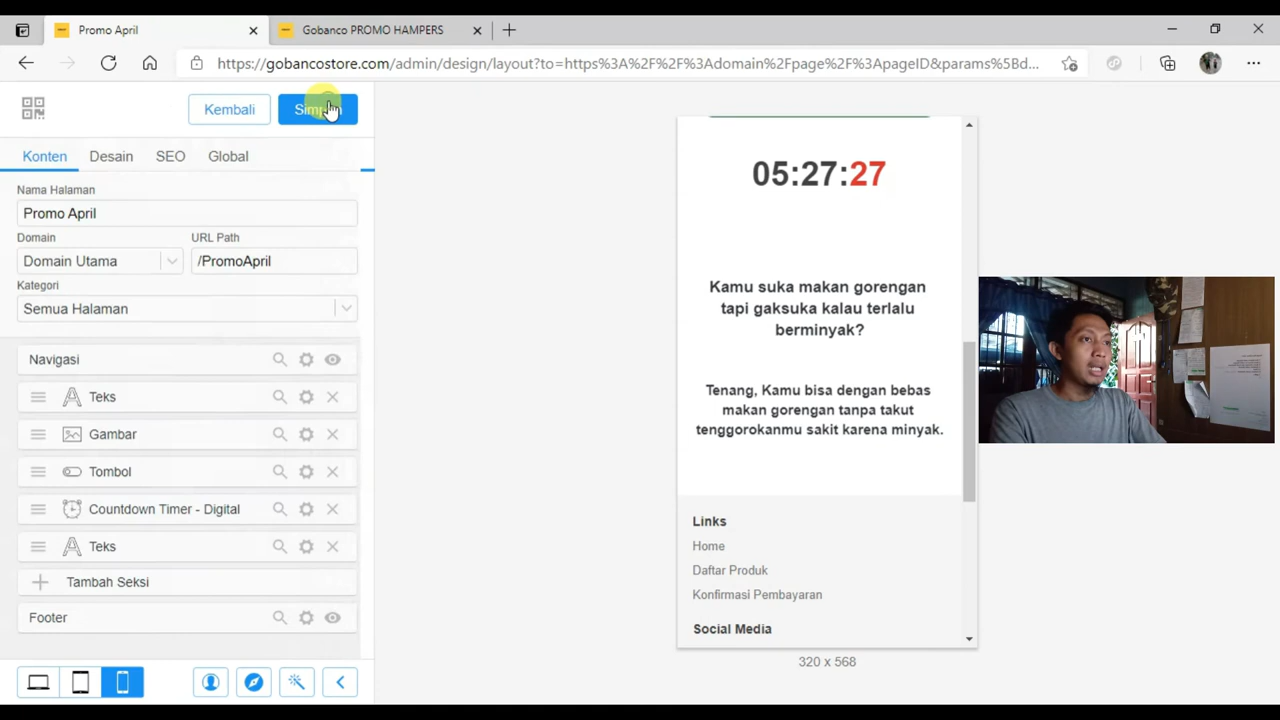 Promo April
Gobanco PROMO HAMPERS
https://gobancostore.com/admin/design/layout?to=https%3A%2F%2F%3Adomain%2Fpage%2F%3ApageID&params%5Bd...
Kembali
Konten Desain SEO Global
Nama Halaman
Promo April
Domain URL Path
Domain Utama /PromoApril
Kategori
Semua Halaman
Navigasi
Teks
Gambar
Tombol
Countdown Timer - Digital
Teks
Tambah Seksi
Footer
05:27:27
Kamu suka makan gorengan
tapi gaksuka kalau terlalu
berminyak?
Tenang, Kamu bisa dengan bebas
makan gorengan tanpa takut
tenggorokanmu sakit karena minyak.
Links
Home
Daftar Produk
Konfirmasi Pembayaran
Social Media
320 x 568